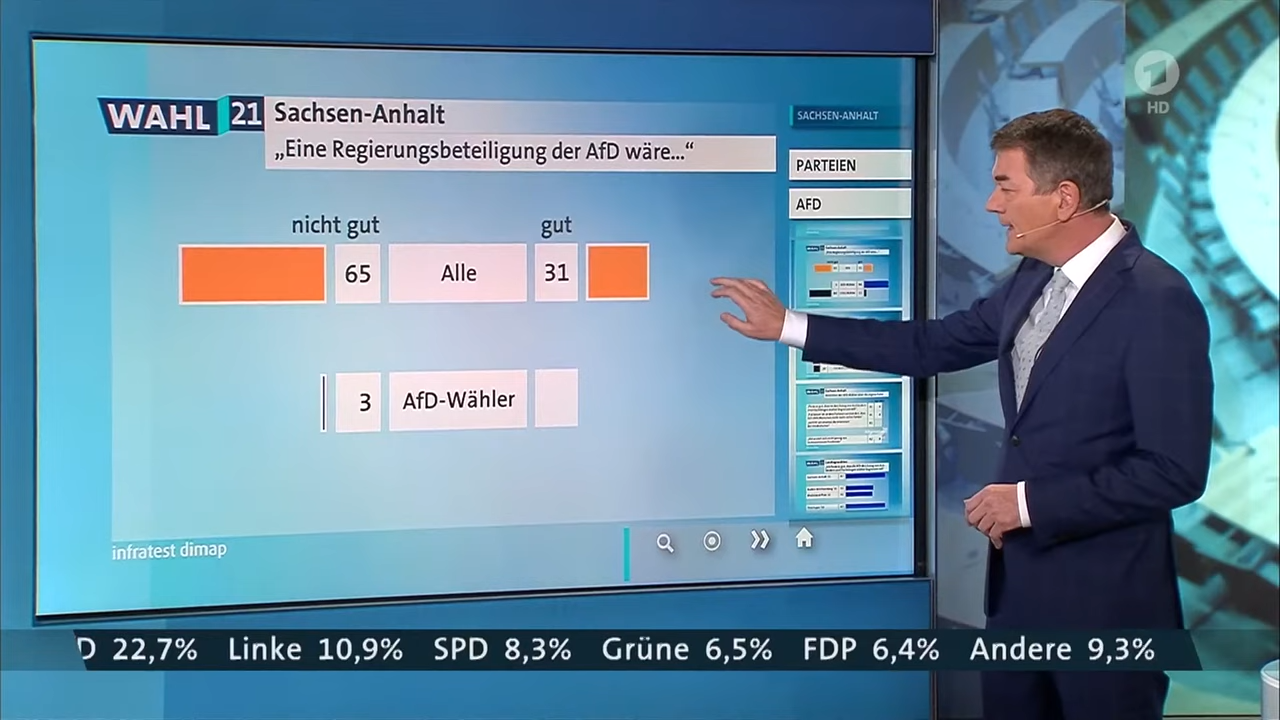 WAHL 21
Sachsen-Anhalt
„Eine Regierungsbeteiligung der AfD wäre...“
nicht gut
gut
65
Alle
31
3
AfD-Wähler
infratest dimap
SACHSEN-ANHALT
PARTEIEN
AFD
1
HD
D 22,7% Linke 10,9% SPD 8,3% Grüne 6,5% FDP 6,4% Andere 9,3%